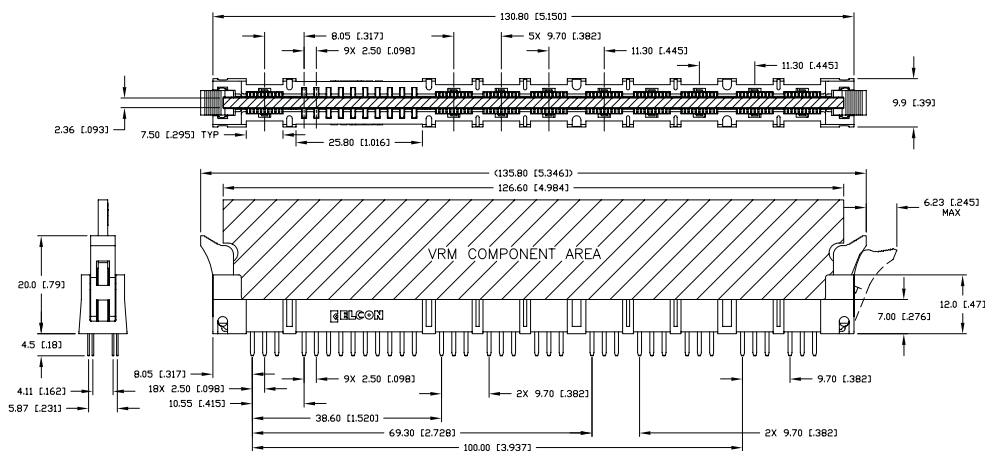 130.80 [5.150]
8.05 [.317]
5X 9.70 [.382]
9X 2.50 [.098]
11.30 [.445]
11.30 [.445]
9.9 [.39]
2.36 [.093]
7.50 [.295] TYP
25.80 [1.016]
(135.80 [5.346])
126.60 [4.984]
6.23 [.245]
MAX
VRM COMPONENT AREA
20.0 [.79]
12.0 [.47]
7.00 [.276]
ELCON
4.5 [.18]
8.05 [.317]
9X 2.50 [.098]
9.70 [.382]
4.11 [.162]
18X 2.50 [.098]
2X 9.70 [.382]
5.87 [.231]
10.55 [.415]
38.60 [1.520]
69.30 [2.728]
2X 9.70 [.382]
100.00 [3.937]